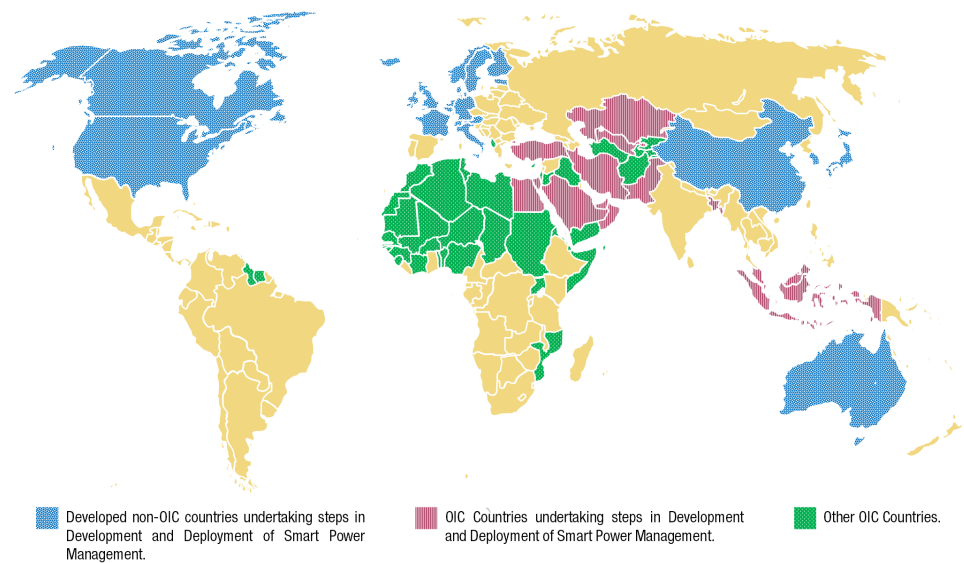 Developed non-OIC countries undertaking steps in
Development and Deployment of Smart Power
Management.
OIC Countries undertaking steps in Development
and Deployment of Smart Power Management.
Other OIC Countries.